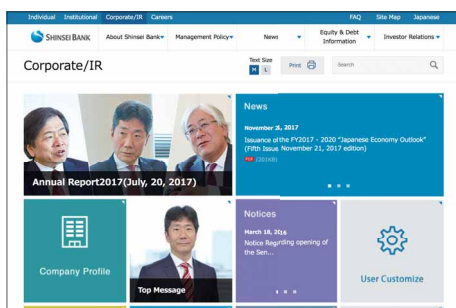 Individual Institutional Corporate/IR Careers FAQ Site Map Japanese
SHINSEI BANK About Shinsei Bank Management Policy News Equity & Debt Information Investor Relations
Corporate/IR
Text Size
M L
Print
Search
Annual Report2017(July, 20, 2017)
News
November 21, 2017
Issuance of the FY2017 - 2020 "Japanese Economy Outlook"
(Fifth Issue November 21, 2017 edition)
PDF (201KB)
Company Profile
Top Message
Notices
March 18, 2016
Notice Regarding opening of
the Sen...
User Customize